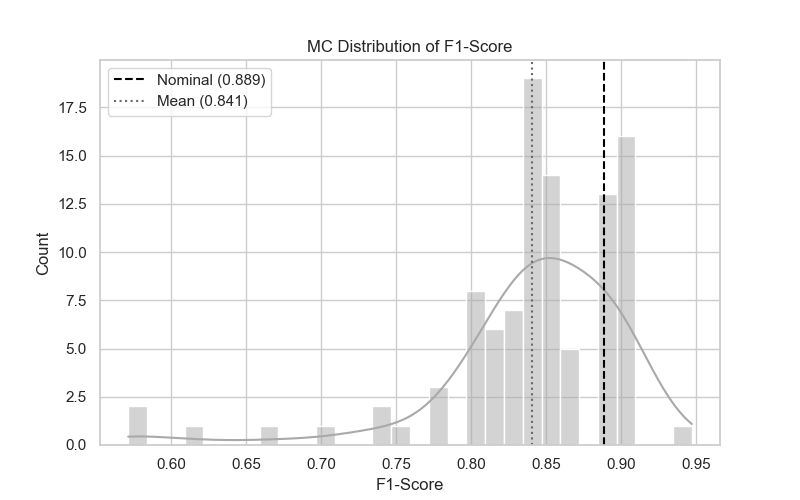 MC Distribution of F1-Score
Nominal (0.889)
Mean (0.841)
17.5
15.0
12.5
10.0
7.5
5.0
2.5
0.0
Count
0.60 0.65 0.70 0.75 0.80 0.85 0.90 0.95
F1-Score